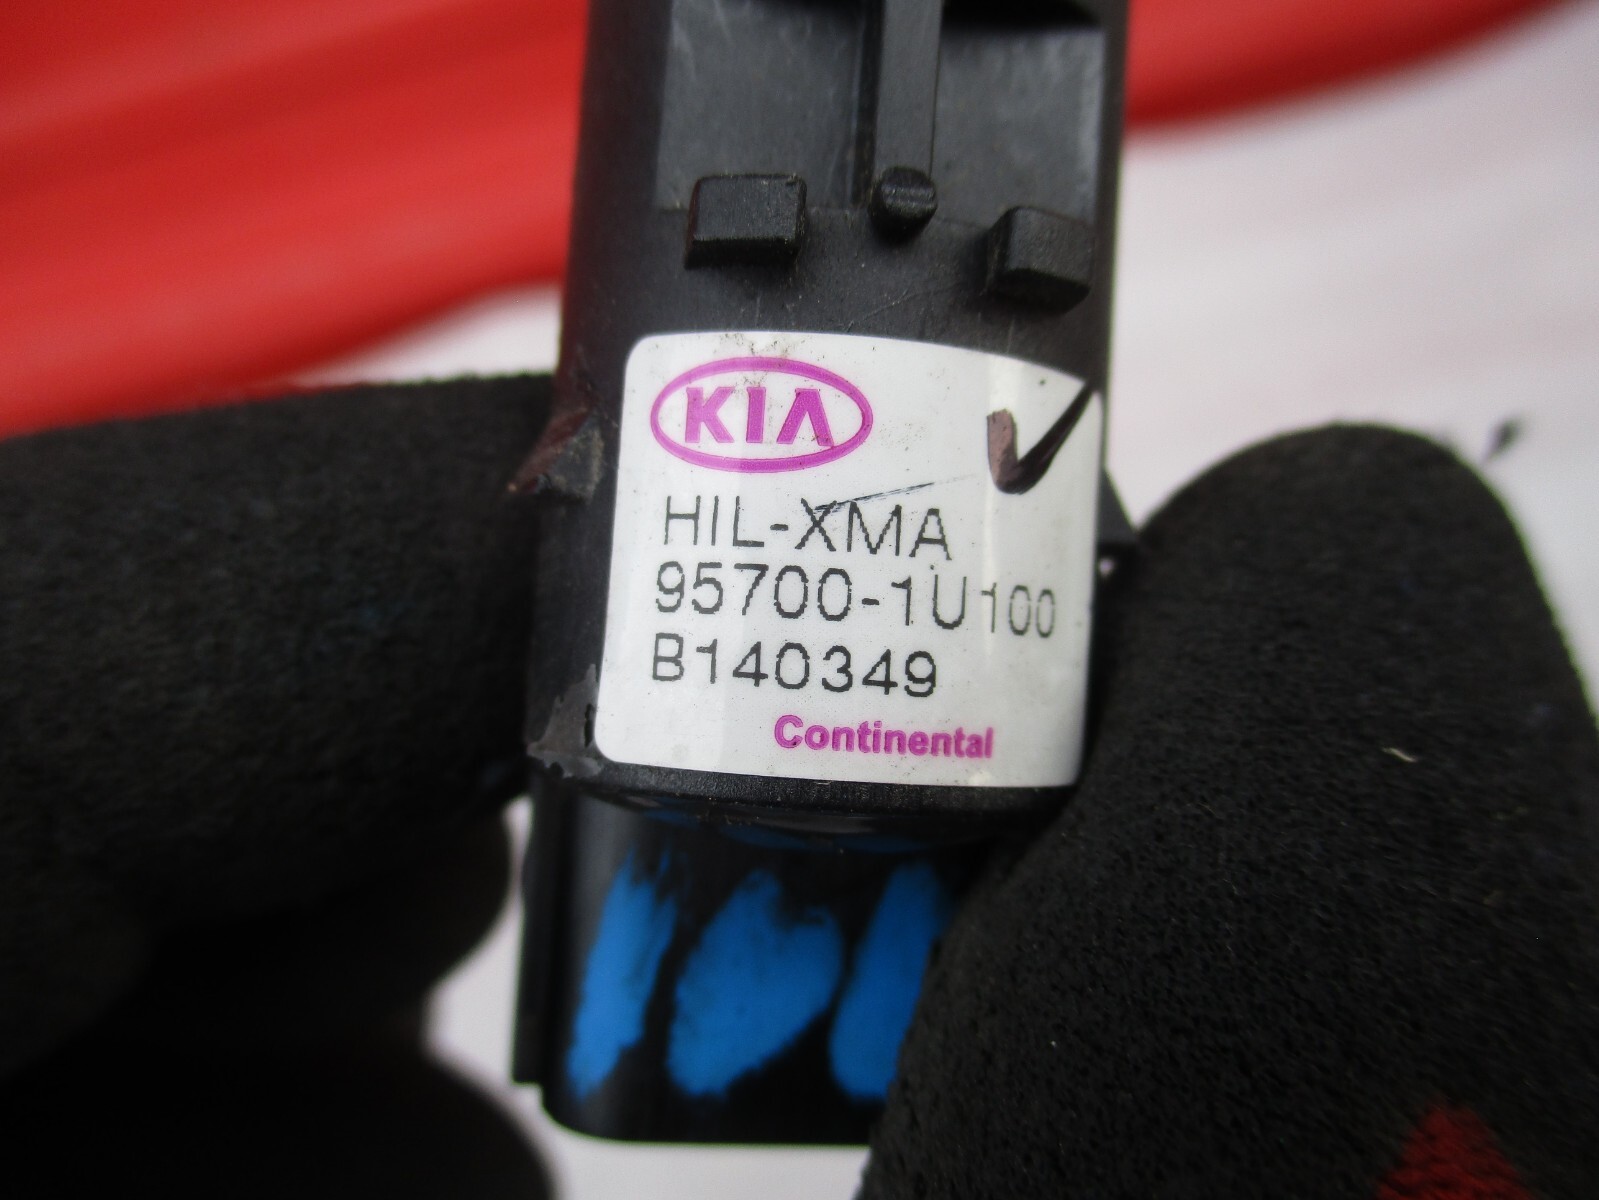 KIA
HIL-XMA
95700-1U100
B140349
Continental